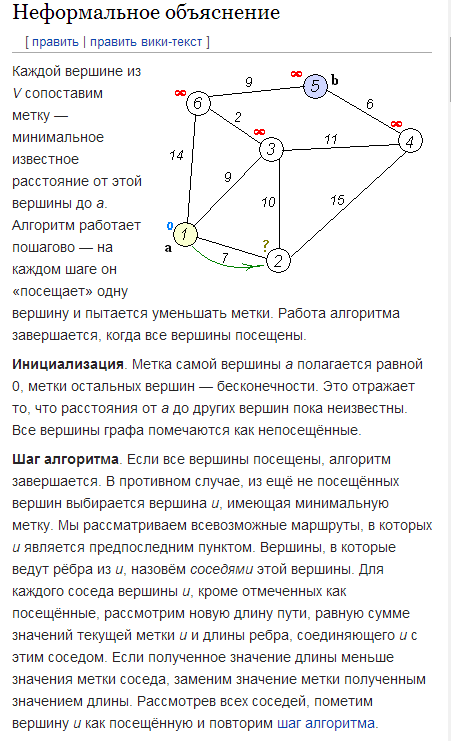 Неформальное объяснение
[ править | править вики-текст ]
Каждой вершине из
V сопоставим
метку —
минимальное
известное
расстояние от этой
вершины до a.
Алгоритм работает
пошагово — на
каждом шаге он
«посещает» одну
вершину и пытается уменьшать метки. Работа алгоритма
завершается, когда все вершины посещены.
9
∞
5
b
∞
6
6
2
∞
∞
3
11
4
14
9
10
15
0
1
a
?
7
2
Инициализация. Метка самой вершины a полагается равной
0, метки остальных вершин — бесконечности. Это отражает
то, что расстояния от a до других вершин пока неизвестны.
Все вершины графа помечаются как непосещённые.
Шаг алгоритма. Если все вершины посещены, алгоритм
завершается. В противном случае, из ещё не посещённых
вершин выбирается вершина u, имеющая минимальную
метку. Мы рассматриваем всевозможные маршруты, в которых
u является предпоследним пунктом. Вершины, в которые
ведут рёбра из u, назовём соседями этой вершины. Для
каждого соседа вершины u, кроме отмеченных как
посещённые, рассмотрим новую длину пути, равную сумме
значений текущей метки u и длины ребра, соединяющего u с
этим соседом. Если полученное значение длины меньше
значения метки соседа, заменим значение метки полученным
значением длины. Рассмотрев всех соседей, пометим
вершину u как посещённую и повторим шаг алгоритма.